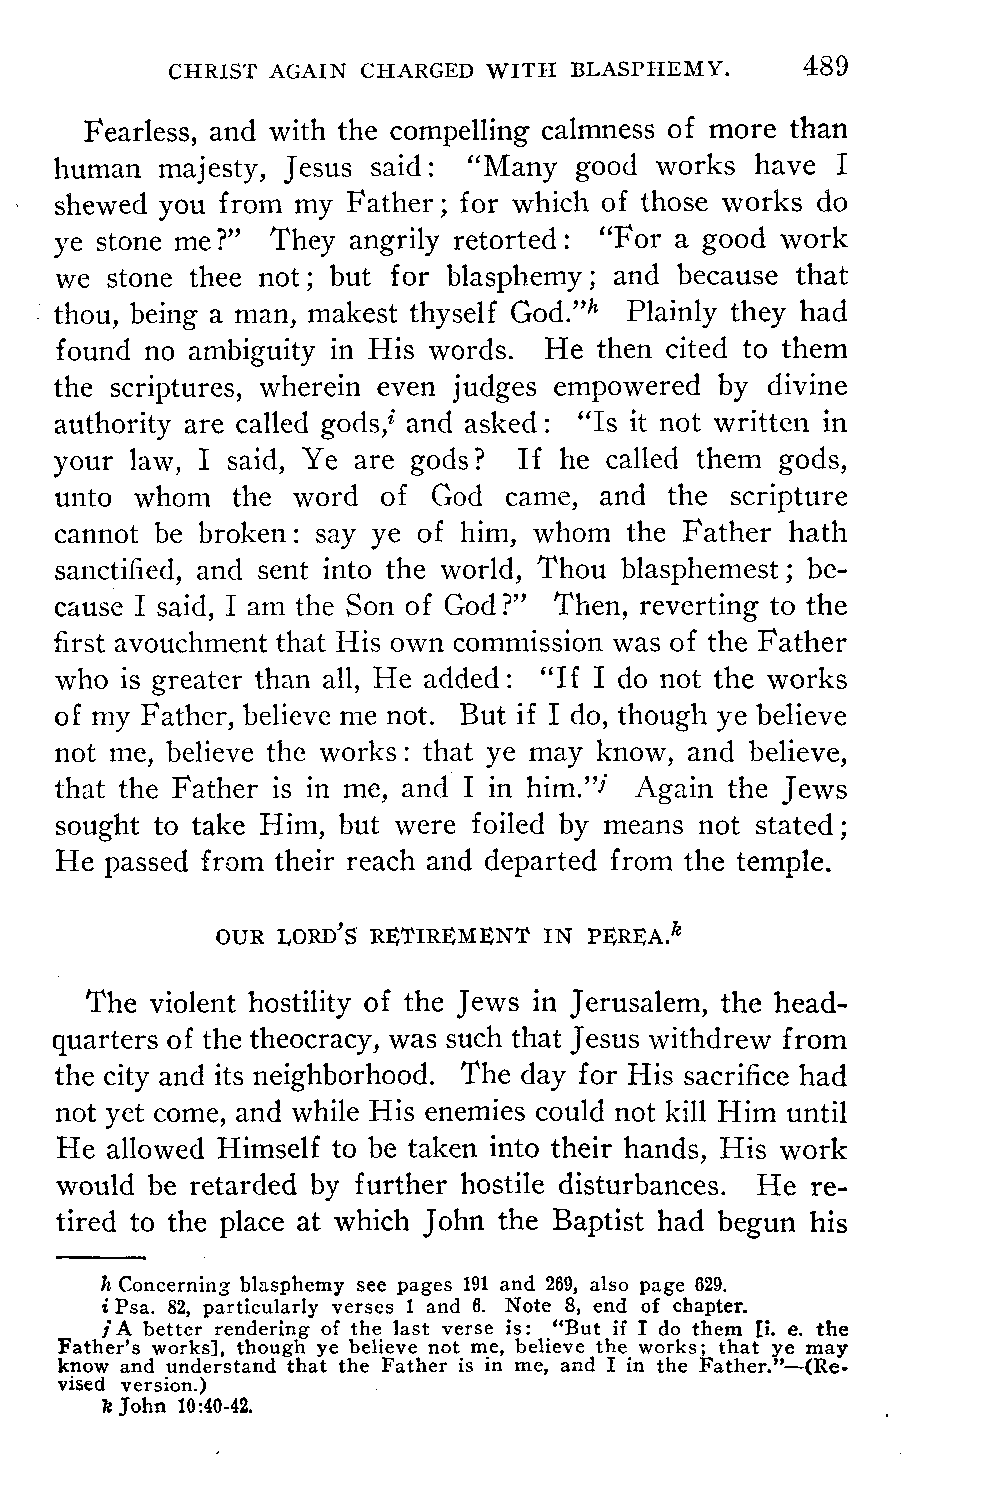 CHRIST AGAIN CHARGED WITH BLASPHEMY. 489
Fearless, and with the compelling calmness of more than
human majesty, Jesus said: “Many good works have I
shewed you from my Father; for which of those works do
ye stone me?” They angrily retorted: “For a good work
we stone thee not; but for blasphemy; and because that
thou, being a man, makest thyself God.”h Plainly they had
found no ambiguity in His words. He then cited to them
the scriptures, wherein even judges empowered by divine
authority are called gods,i and asked: “Is it not written in
your law, I said, Ye are gods? If he called them gods,
unto whom the word of God came, and the scripture
cannot be broken: say ye of him, whom the Father hath
sanctified, and sent into the world, Thou blasphemest; be-
cause I said, I am the Son of God?” Then, reverting to the
first avouchment that His own commission was of the Father
who is greater than all, He added: “If I do not the works
of my Father, believe me not. But if I do, though ye believe
not me, believe the works: that ye may know, and believe,
that the Father is in me, and I in him.”j Again the Jews
sought to take Him, but were foiled by means not stated;
He passed from their reach and departed from the temple.
OUR LORD’S RETIREMENT IN PEREA.k
The violent hostility of the Jews in Jerusalem, the head-
quarters of the theocracy, was such that Jesus withdrew from
the city and its neighborhood. The day for His sacrifice had
not yet come, and while His enemies could not kill Him until
He allowed Himself to be taken into their hands, His work
would be retarded by further hostile disturbances. He re-
tired to the place at which John the Baptist had begun his
h Concerning blasphemy see pages 191 and 269, also page 629.
i Psa. 82, particularly verses 1 and 6. Note 8, end of chapter.
j A better rendering of the last verse is: “But if I do them [i. e. the
Father’s works], though ye believe not me, believe the works; that ye may
know and understand that the Father is in me, and I in the Father.”—(Re-
vised version.)
k John 10:40-42.